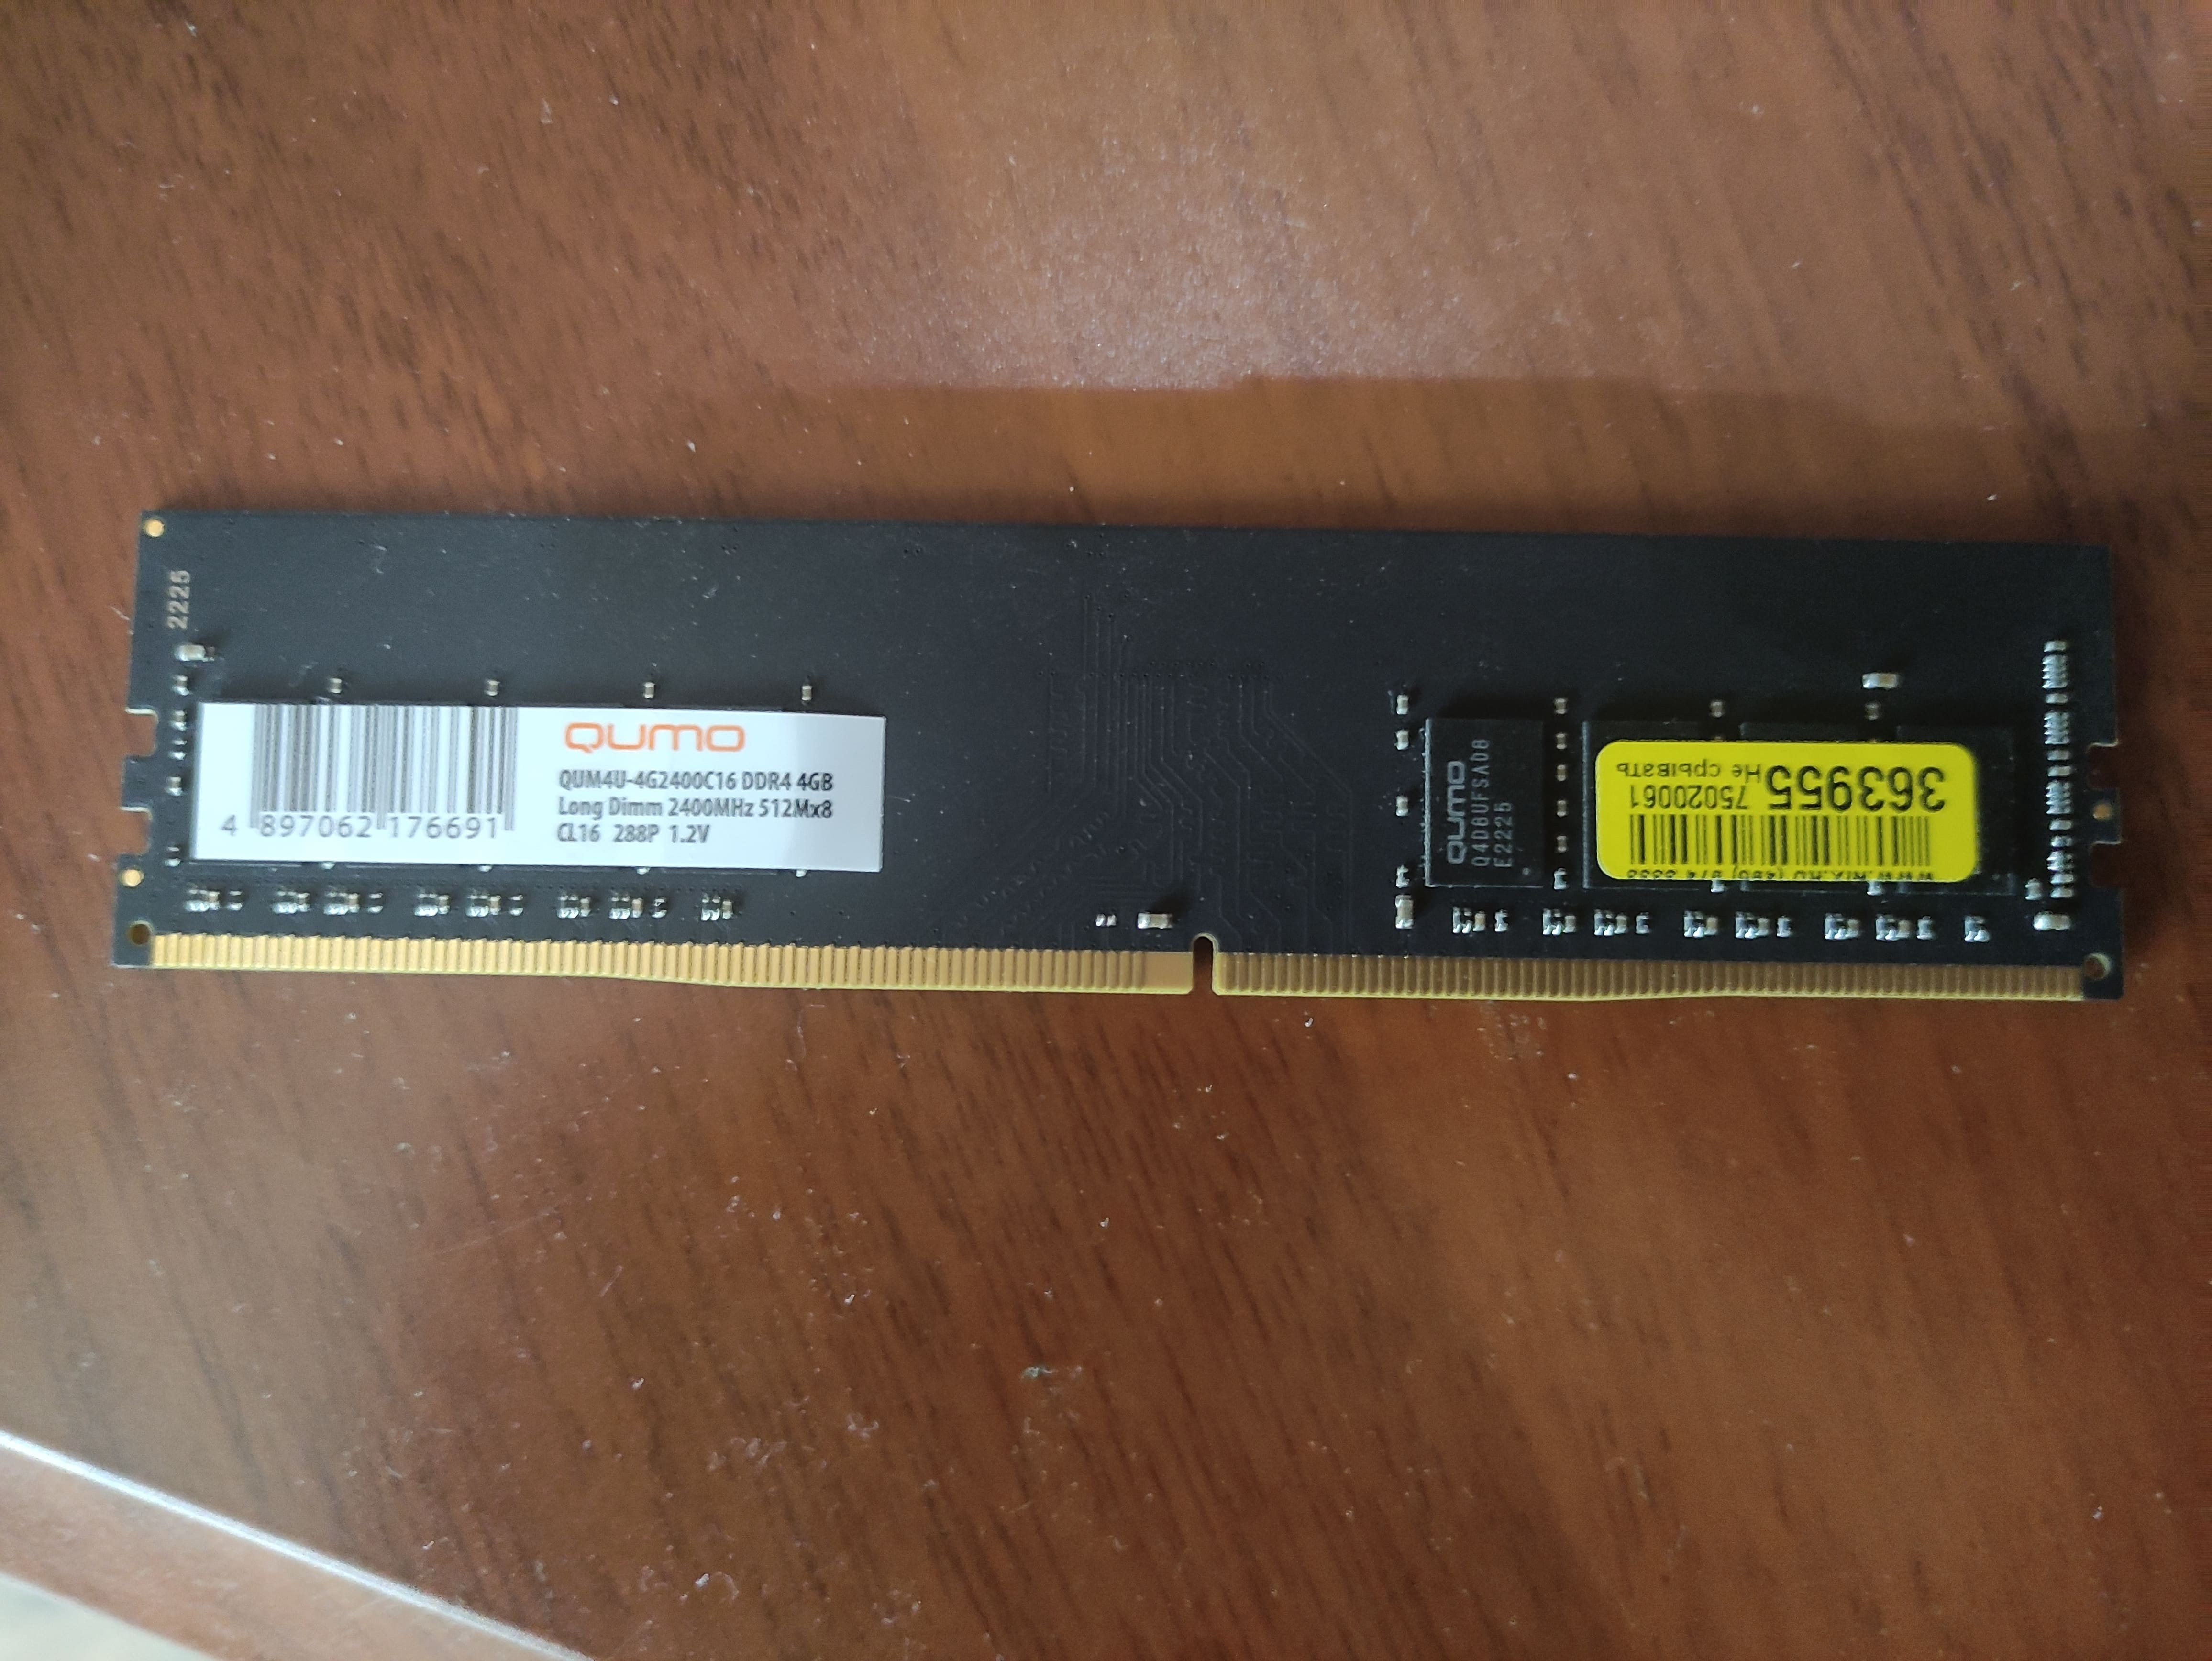 2225
QUMO
QUM4U-4G2400C16 DDR4 4GB
Long Dimm 2400MHz 512Mx8
CL16 288P 1.2V
4 897062 176691
QUMO
Q4D8UFSA08
E2225
363955 Не срывать
75020061